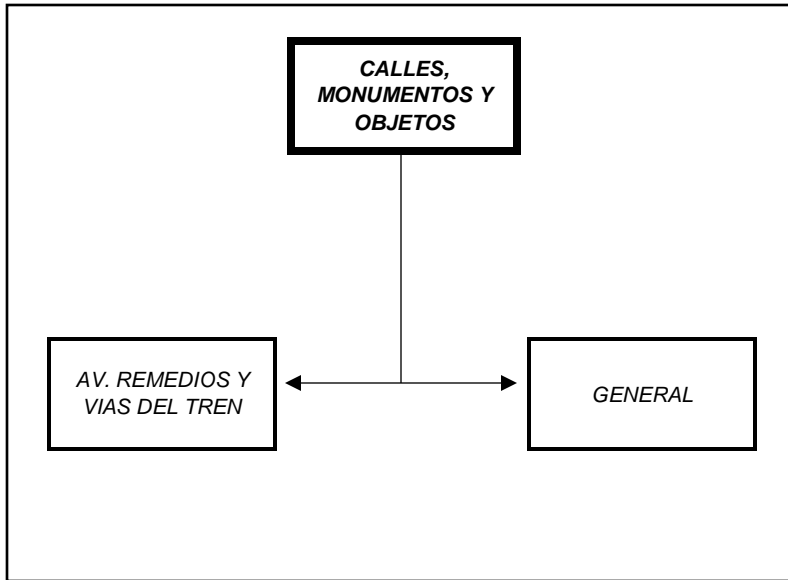 CALLES,
MONUMENTOS Y
OBJETOS
AV. REMEDIOS Y
VIAS DEL TREN
GENERAL